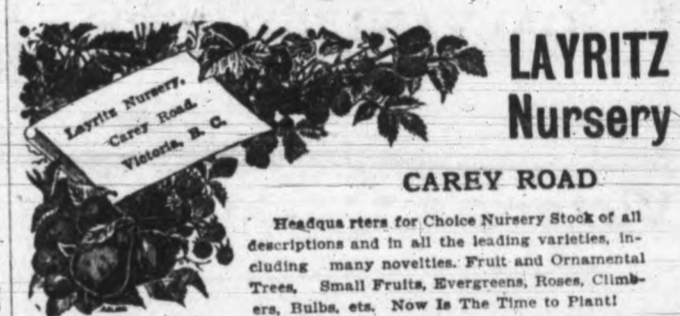 Layritz Nursery,
Carey Road.
Victoria, B. C.
LAYRITZ
Nursery
CAREY ROAD
Headqua rters for Choice Nursery Stock of all
descriptions and in all the leading varieties, in-
cluding many novelties. Fruit and Ornamental
Trees, Small Fruits, Evergreens, Roses, Climb-
ers, Bulbs, ets. Now Is The Time to Plant!